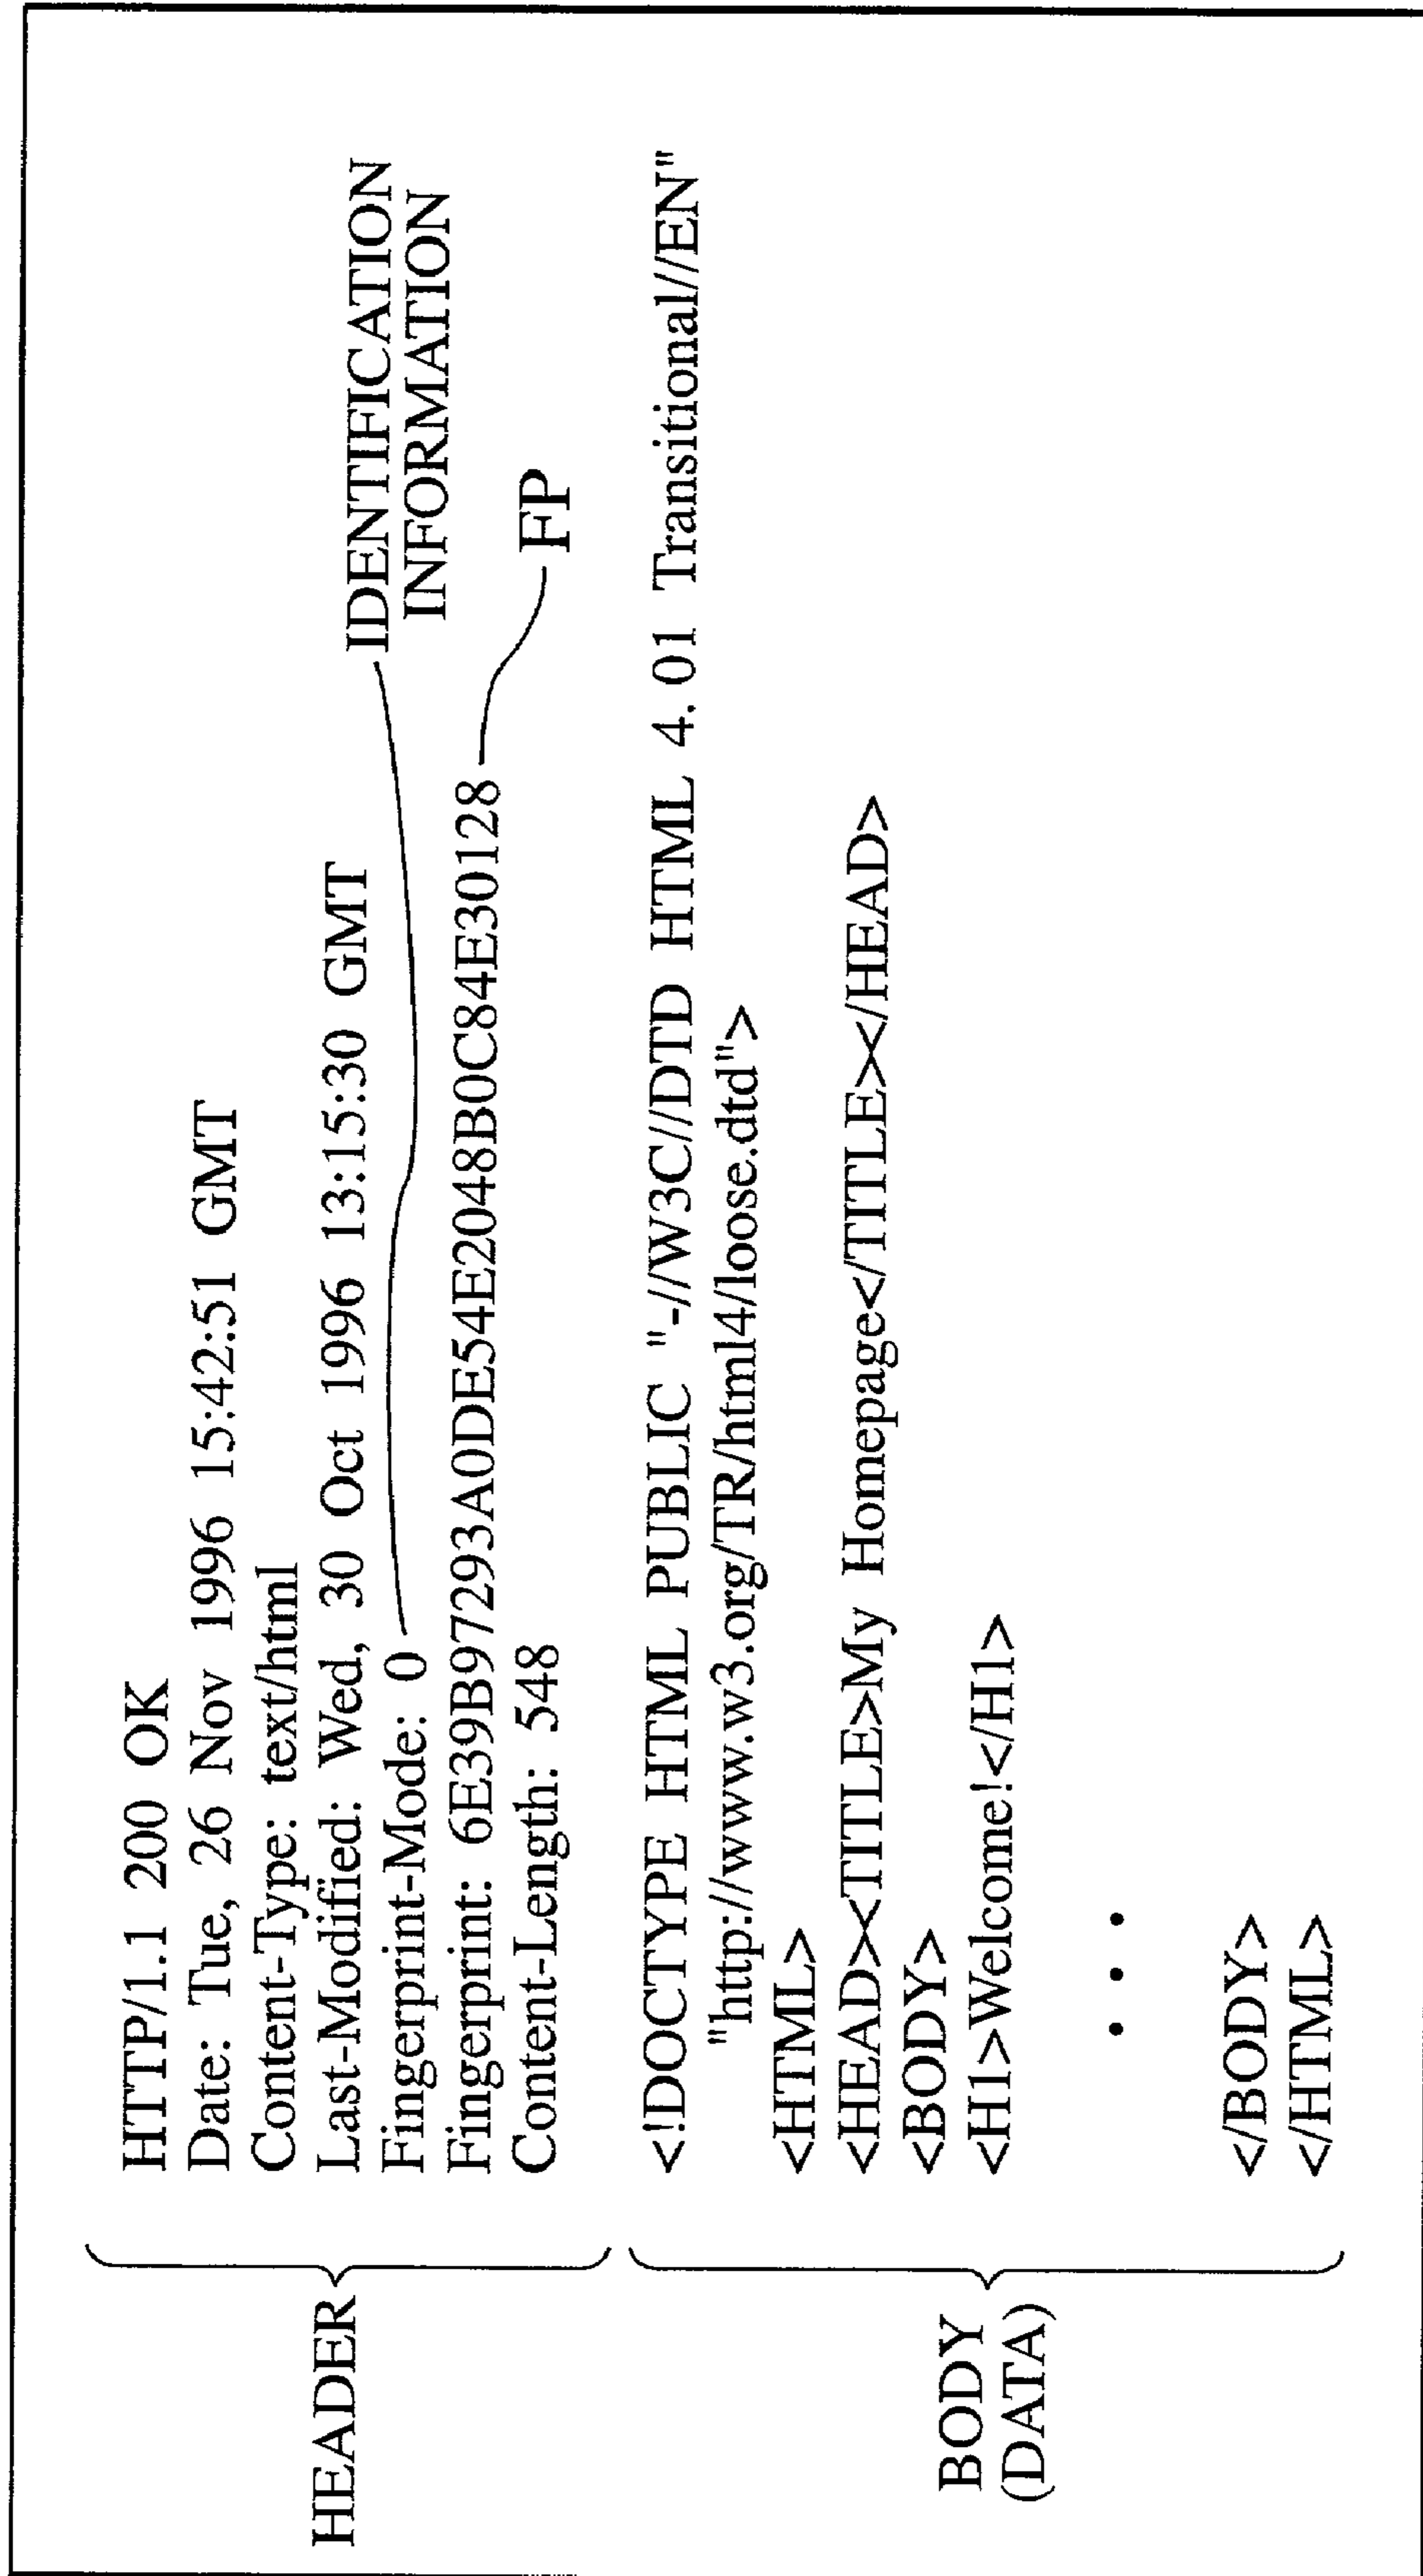 HEADER
HTTP/1.1 200 OK
Date: Tue, 26 Nov 1996 15:42:51 GMT
Content-Type: text/html
Last-Modified: Wed, 30 Oct 1996 13:15:30 GMT
Fingerprint-Mode: 0
IDENTIFICATION
INFORMATION
Fingerprint: 6E39B97293A0DE54E2048B0C84E30128
FP
Content-Length: 548
BODY
(DATA)
<!DOCTYPE HTML PUBLIC "-//W3C//DTD HTML 4. 01 Transitional//EN"
"http://www.w3.org/TR/html4/loose.dtd">
<HTML>
<HEAD><TITLE>My Homepage</TITLE></HEAD>
<BODY>
<H1>Welcome!</H1>
• • •
</BODY>
</HTML>